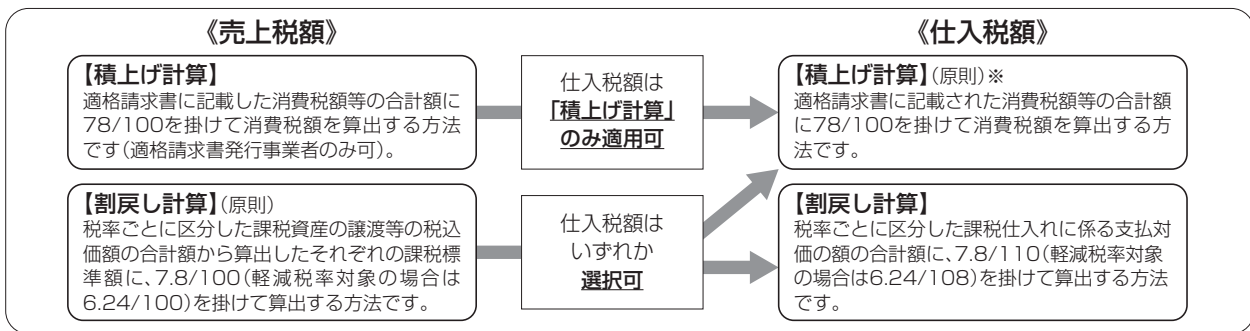 《売上税額》
【積上げ計算】
適格請求書に記載した消費税額等の合計額に
78/100を掛けて消費税額を算出する方法
です(適格請求書発行事業者のみ可)。
仕入税額は
「積上げ計算」
のみ適用可
《仕入税額》
【積上げ計算】(原則)※
適格請求書に記載された消費税額等の合計額
に78/100を掛けて消費税額を算出する方
法です。
【割戻し計算】(原則)
税率ごとに区分した課税資産の譲渡等の税込
価額の合計額から算出したそれぞれの課税標
準額に、7.8/100(軽減税率対象の場合は
6.24/100)を掛けて算出する方法です。
仕入税額は
いずれか
選択可
【割戻し計算】
税率ごとに区分した課税仕入れに係る支払対
価の額の合計額に、7.8/110(軽減税率対象
の場合は6.24/108)を掛けて算出する方法
です。